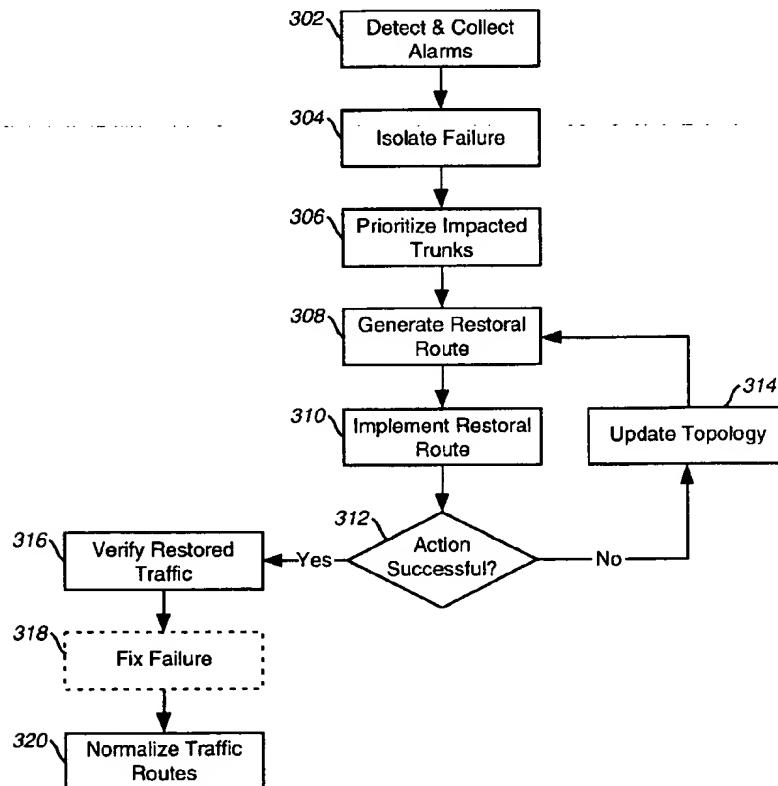 302
Detect & Collect
Alarms
304
Isolate Failure
306
Prioritize Impacted
Trunks
308
Generate Restoral
Route
310
Implement Restoral
Route
314
Update Topology
312
Action
Successful?
Yes
No
316
Verify Restored
Traffic
318
Fix Failure
320
Normalize Traffic
Routes